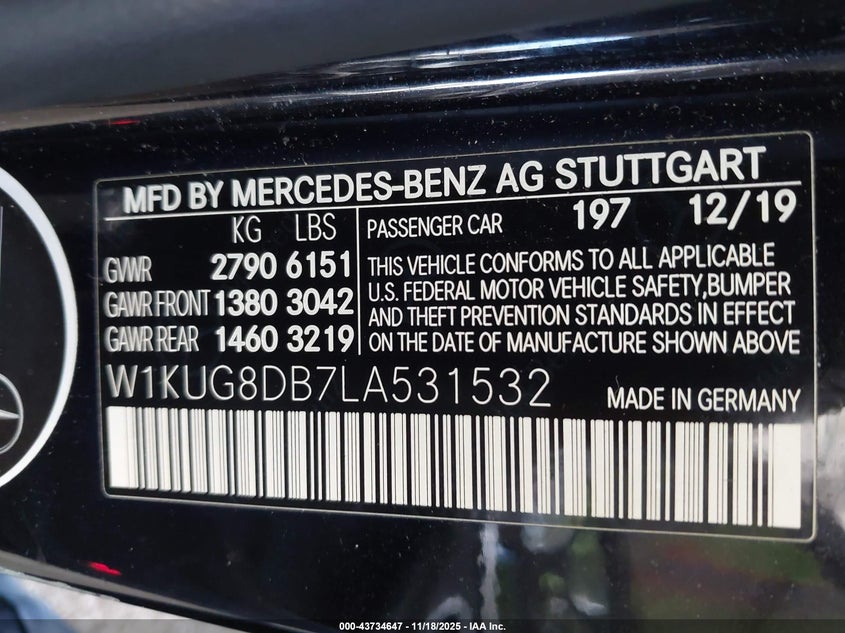 MFD BY MERCEDES-BENZ AG STUTTGART
KG LBS
GVWR 2790 6151
GAWR FRONT 1380 3042
GAWR REAR 1460 3219
PASSENGER CAR 197 12/19
THIS VEHICLE CONFORMS TO ALL APPLICABLE
U.S. FEDERAL MOTOR VEHICLE SAFETY,BUMPER
AND THEFT PREVENTION STANDARDS IN EFFECT
ON THE DATE OF MANUFACTURE SHOWN ABOVE
W1KUG8DB7LA531532
MADE IN GERMANY
000-43734647 - 11/18/2025 - IAA Inc.